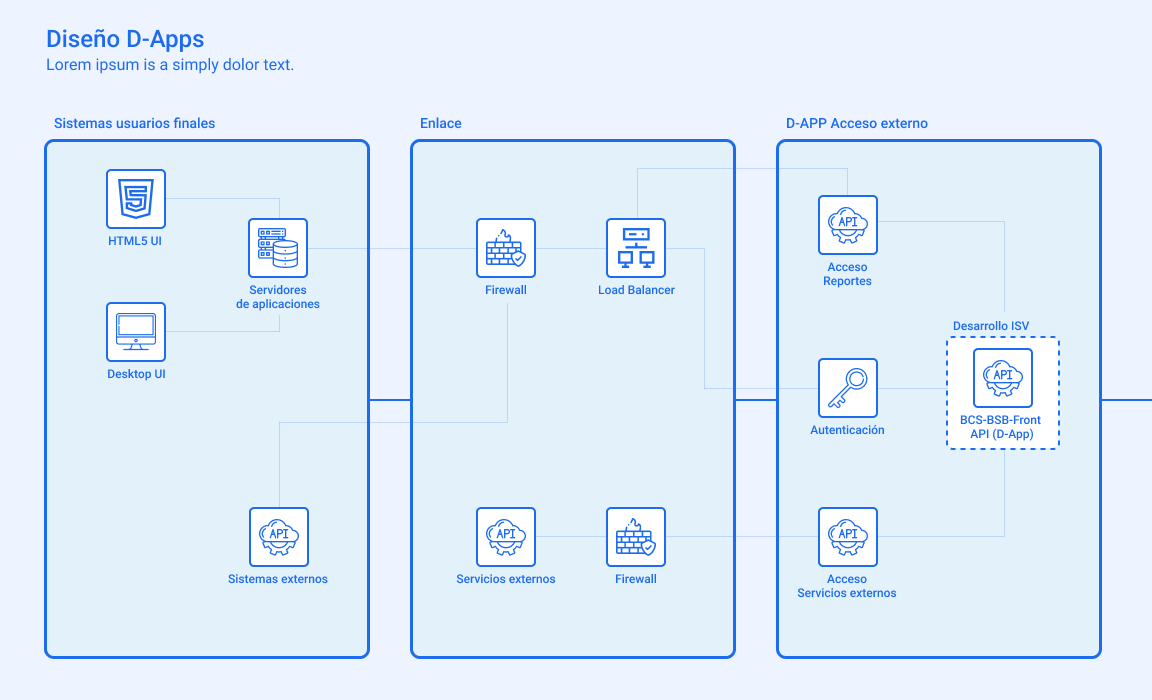 Diseño D-Apps
Lorem ipsum is a simply dolor text.
Sistemas usuarios finales
HTML5 UI
Servidores
de aplicaciones
Desktop UI
API
Sistemas externos
Enlace
Firewall
Load Balancer
API
Servicios externos
Firewall
D-APP Acceso externo
API
Acceso
Reportes
Desarrollo ISV
API
BCS-BSB-Front
API (D-App)
Autenticación
API
Acceso
Servicios externos